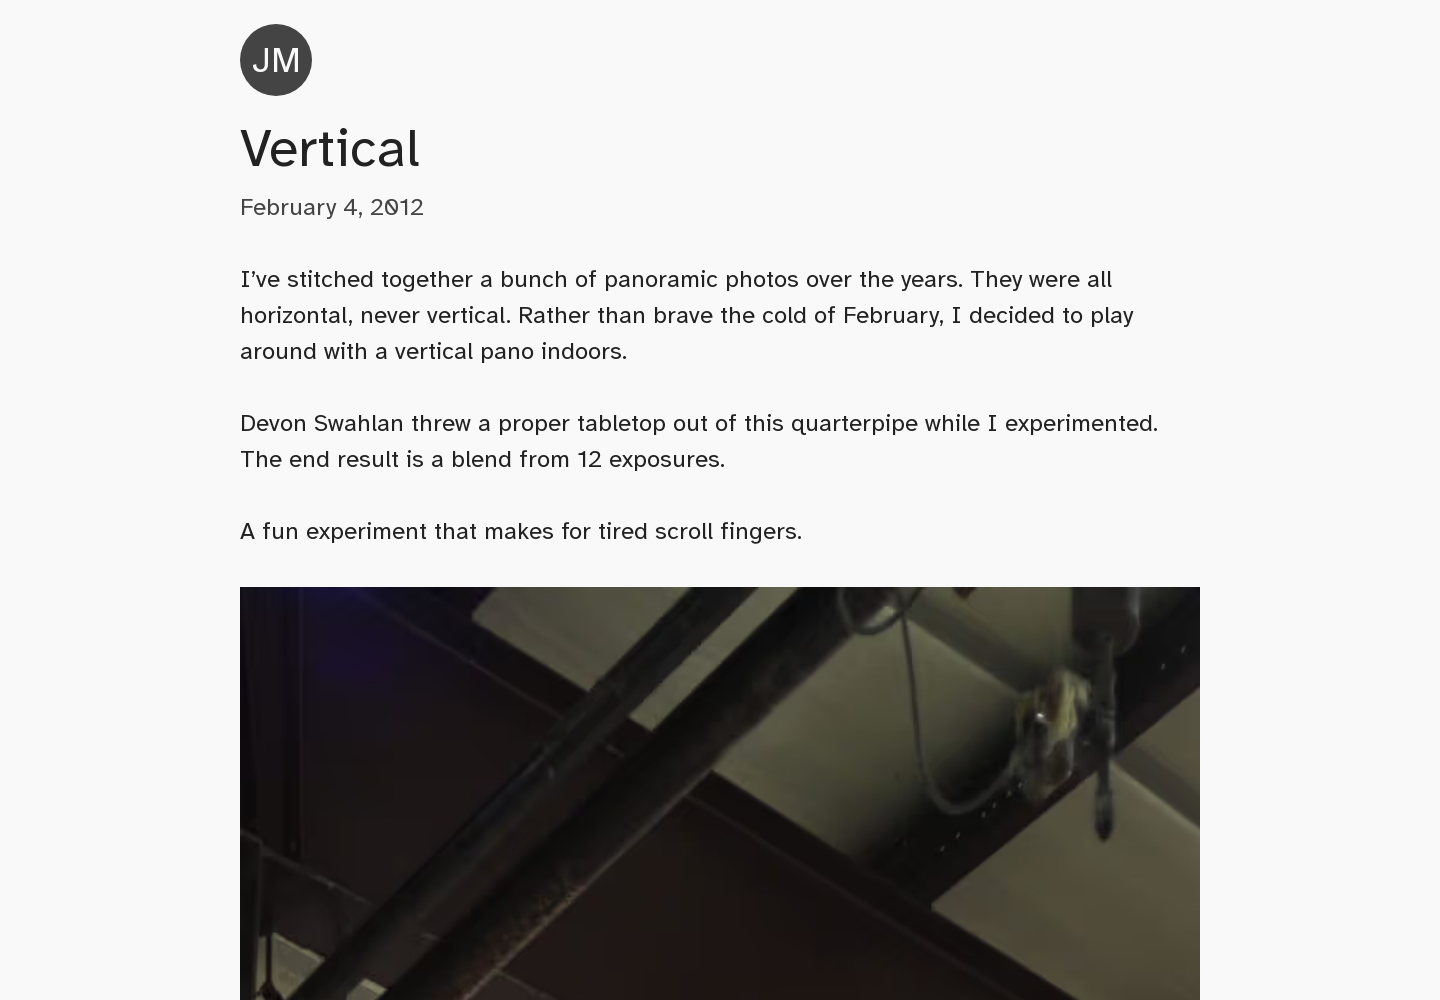 JM
Vertical
February 4, 2012
I’ve stitched together a bunch of panoramic photos over the years. They were all
horizontal, never vertical. Rather than brave the cold of February, I decided to play
around with a vertical pano indoors.
Devon Swahlan threw a proper tabletop out of this quarterpipe while I experimented.
The end result is a blend from 12 exposures.
A fun experiment that makes for tired scroll fingers.